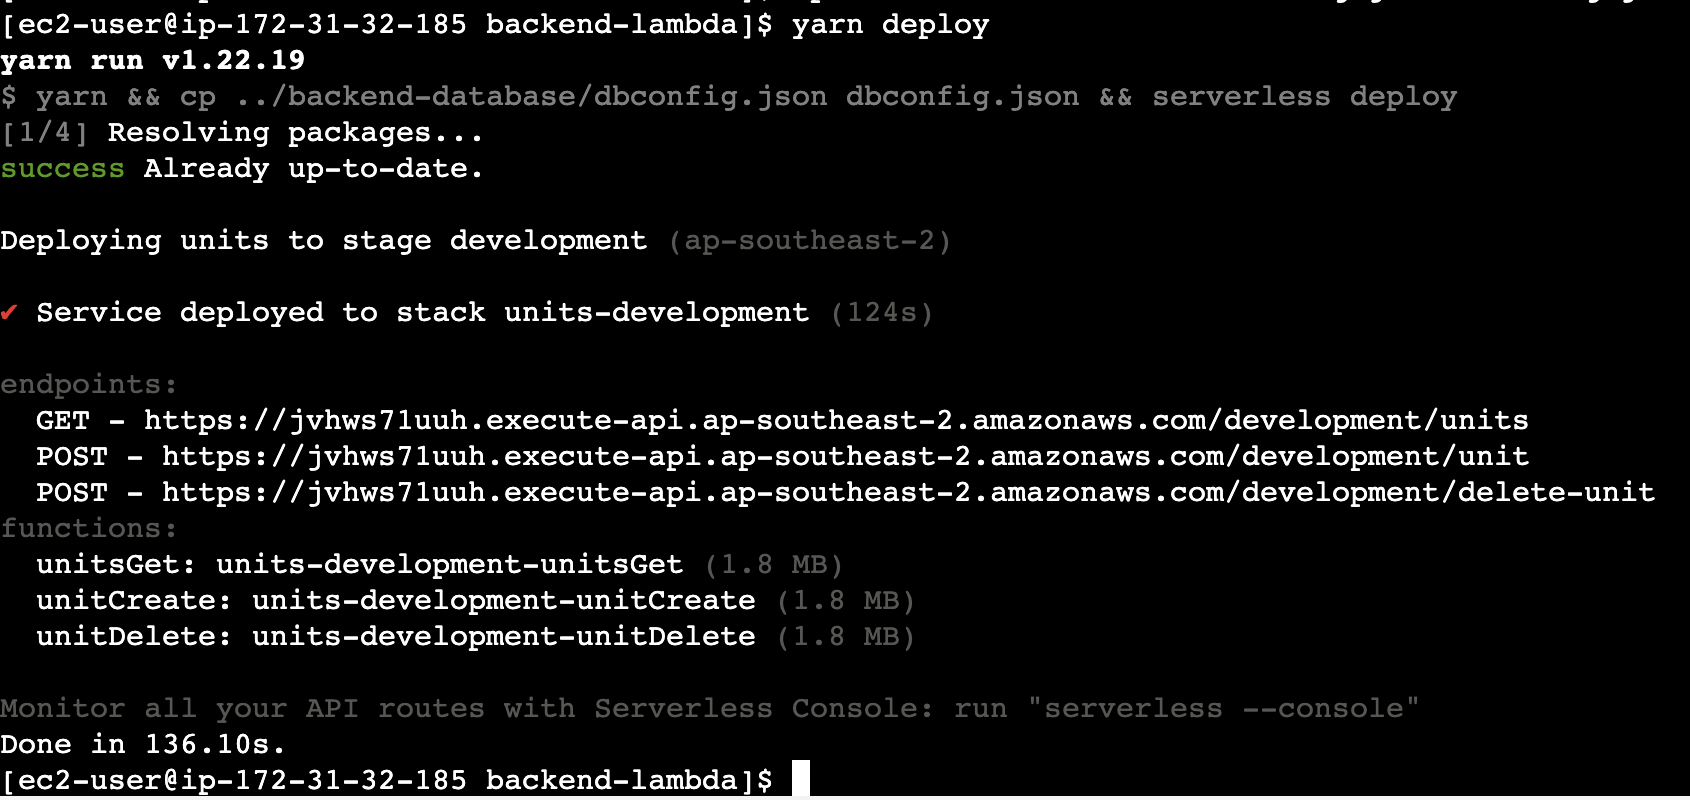 [ec2-user@ip-172-31-32-185 backend-lambda]$ yarn deploy
yarn run v1.22.19
$ yarn && cp ../backend-database/dbconfig.json dbconfig.json && serverless deploy
[1/4] Resolving packages...
success Already up-to-date.
Deploying units to stage development (ap-southeast-2)
✔ Service deployed to stack units-development (124s)
endpoints:
GET - https://jvhws71uuh.execute-api.ap-southeast-2.amazonaws.com/development/units
POST - https://jvhws71uuh.execute-api.ap-southeast-2.amazonaws.com/development/unit
POST - https://jvhws71uuh.execute-api.ap-southeast-2.amazonaws.com/development/delete-unit
functions:
unitsGet: units-development-unitsGet (1.8 MB)
unitCreate: units-development-unitCreate (1.8 MB)
unitDelete: units-development-unitDelete (1.8 MB)
Monitor all your API routes with Serverless Console: run "serverless --console"
Done in 136.10s.
[ec2-user@ip-172-31-32-185 backend-lambda]$